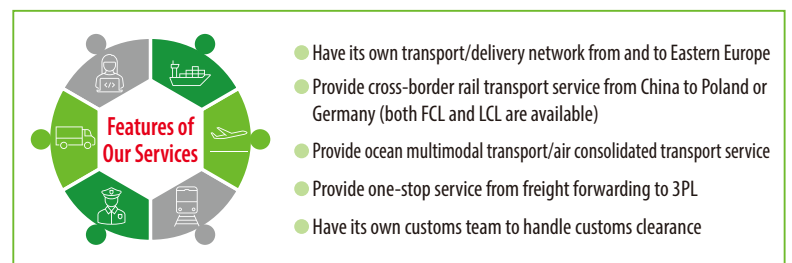 Features of
Our Services
Have its own transport/delivery network from and to Eastern Europe
Provide cross-border rail transport service from China to Poland or
Germany (both FCL and LCL are available)
Provide ocean multimodal transport/air consolidated transport service
Provide one-stop service from freight forwarding to 3PL
Have its own customs team to handle customs clearance